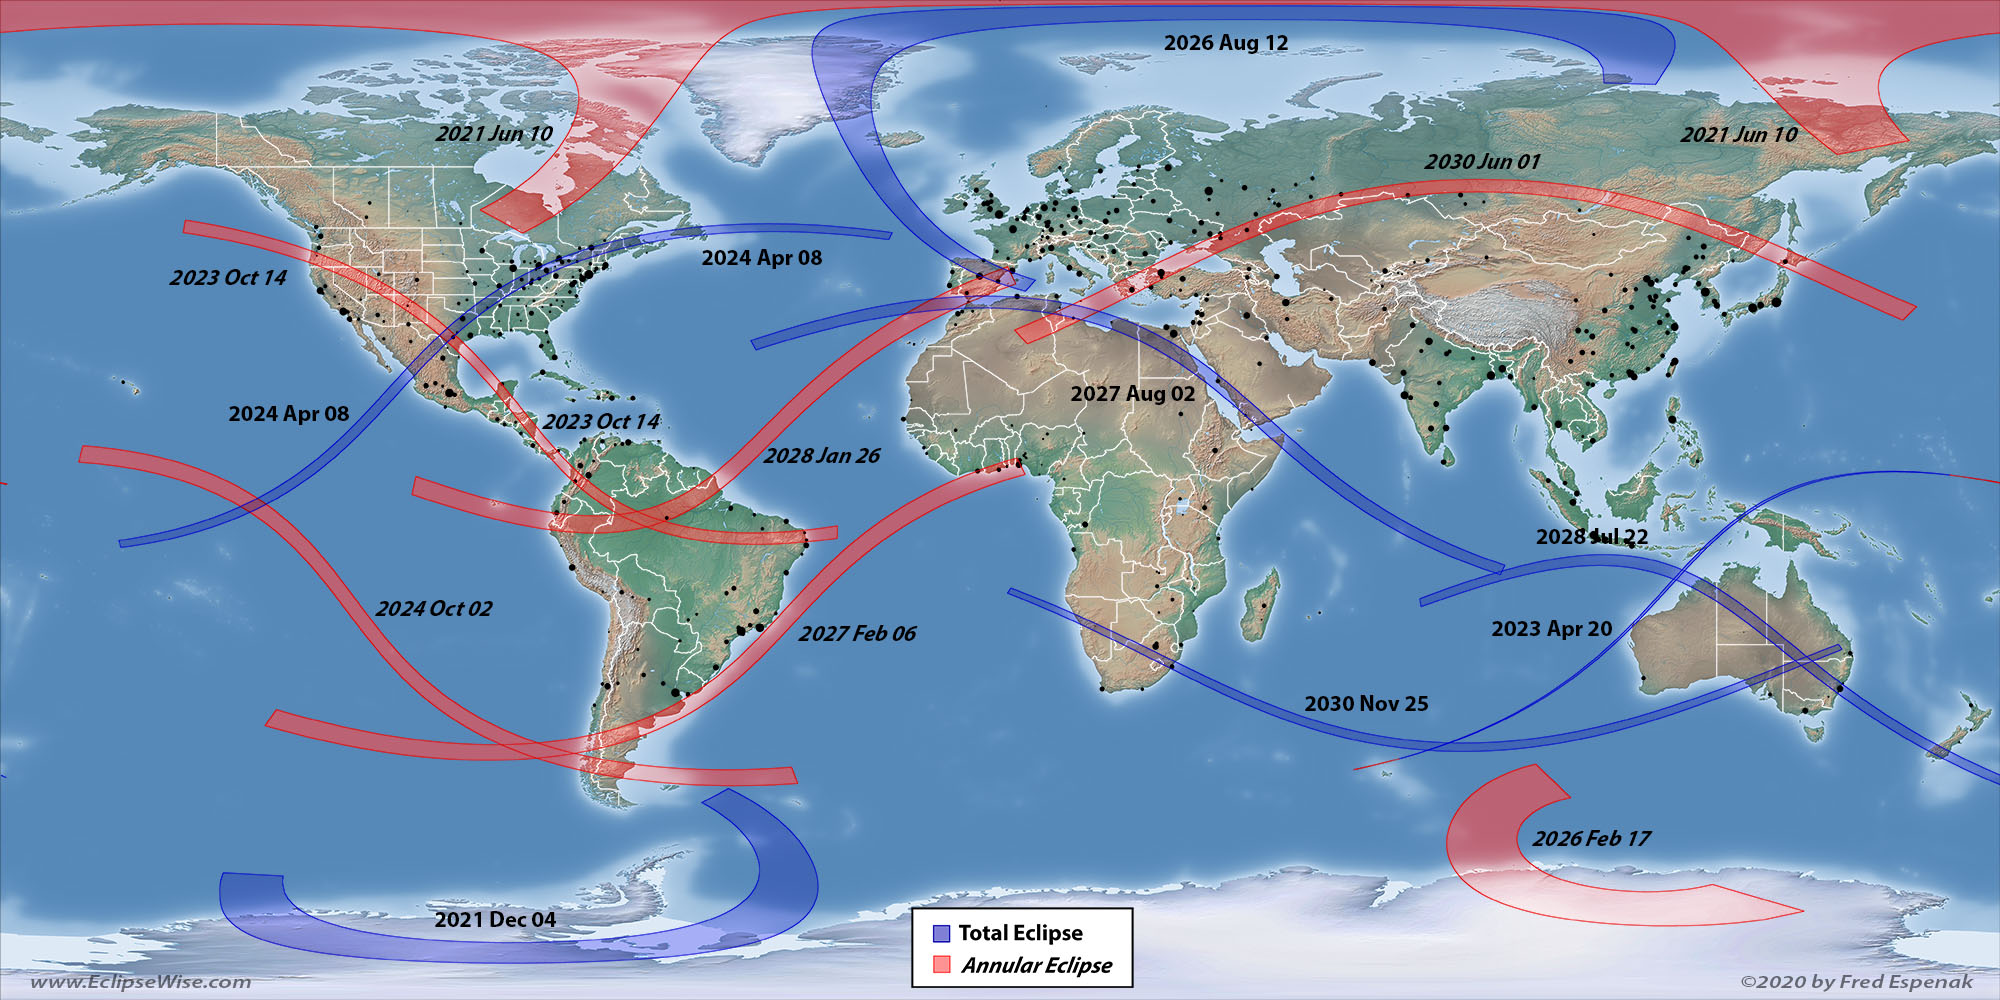 2026 Aug 12
2021 Jun 10
2021 Jun 10
2030 Jun 01
2024 Apr 08
2023 Oct 14
2027 Aug 02
2024 Apr 08
2023 Oct 14
2028 Jan 26
2028 Jul 22
2024 Oct 02
2027 Feb 06
2023 Apr 20
2030 Nov 25
2026 Feb 17
2021 Dec 04
Total Eclipse
Annular Eclipse
www.EclipseWise.com
©2020 by Fred Espenak